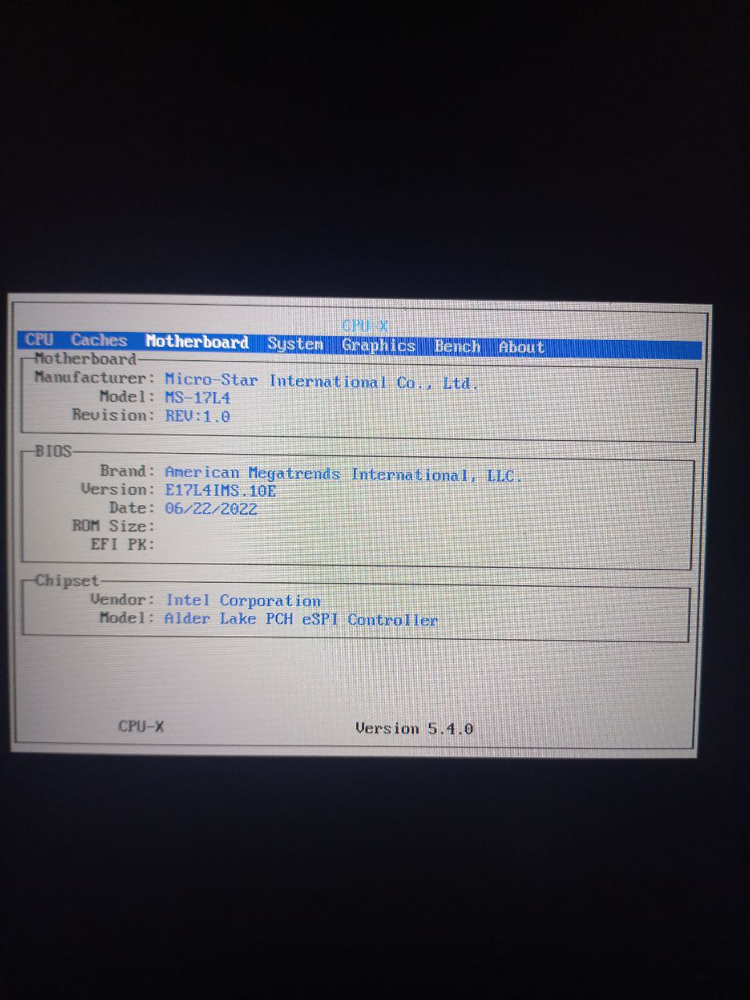 CPU-X
CPU Caches Motherboard System Graphics Bench About
Motherboard
Manufacturer: Micro-Star International Co., Ltd.
Model: MS-17L4
Revision: REV:1.0
BIOS
Brand: American Megatrends International, LLC.
Version: E17L4IMS.10E
Date: 06/22/2022
ROM Size:
EFI PK:
Chipset
Vendor: Intel Corporation
Model: Alder Lake PCH eSPI Controller
CPU-X Version 5.4.0